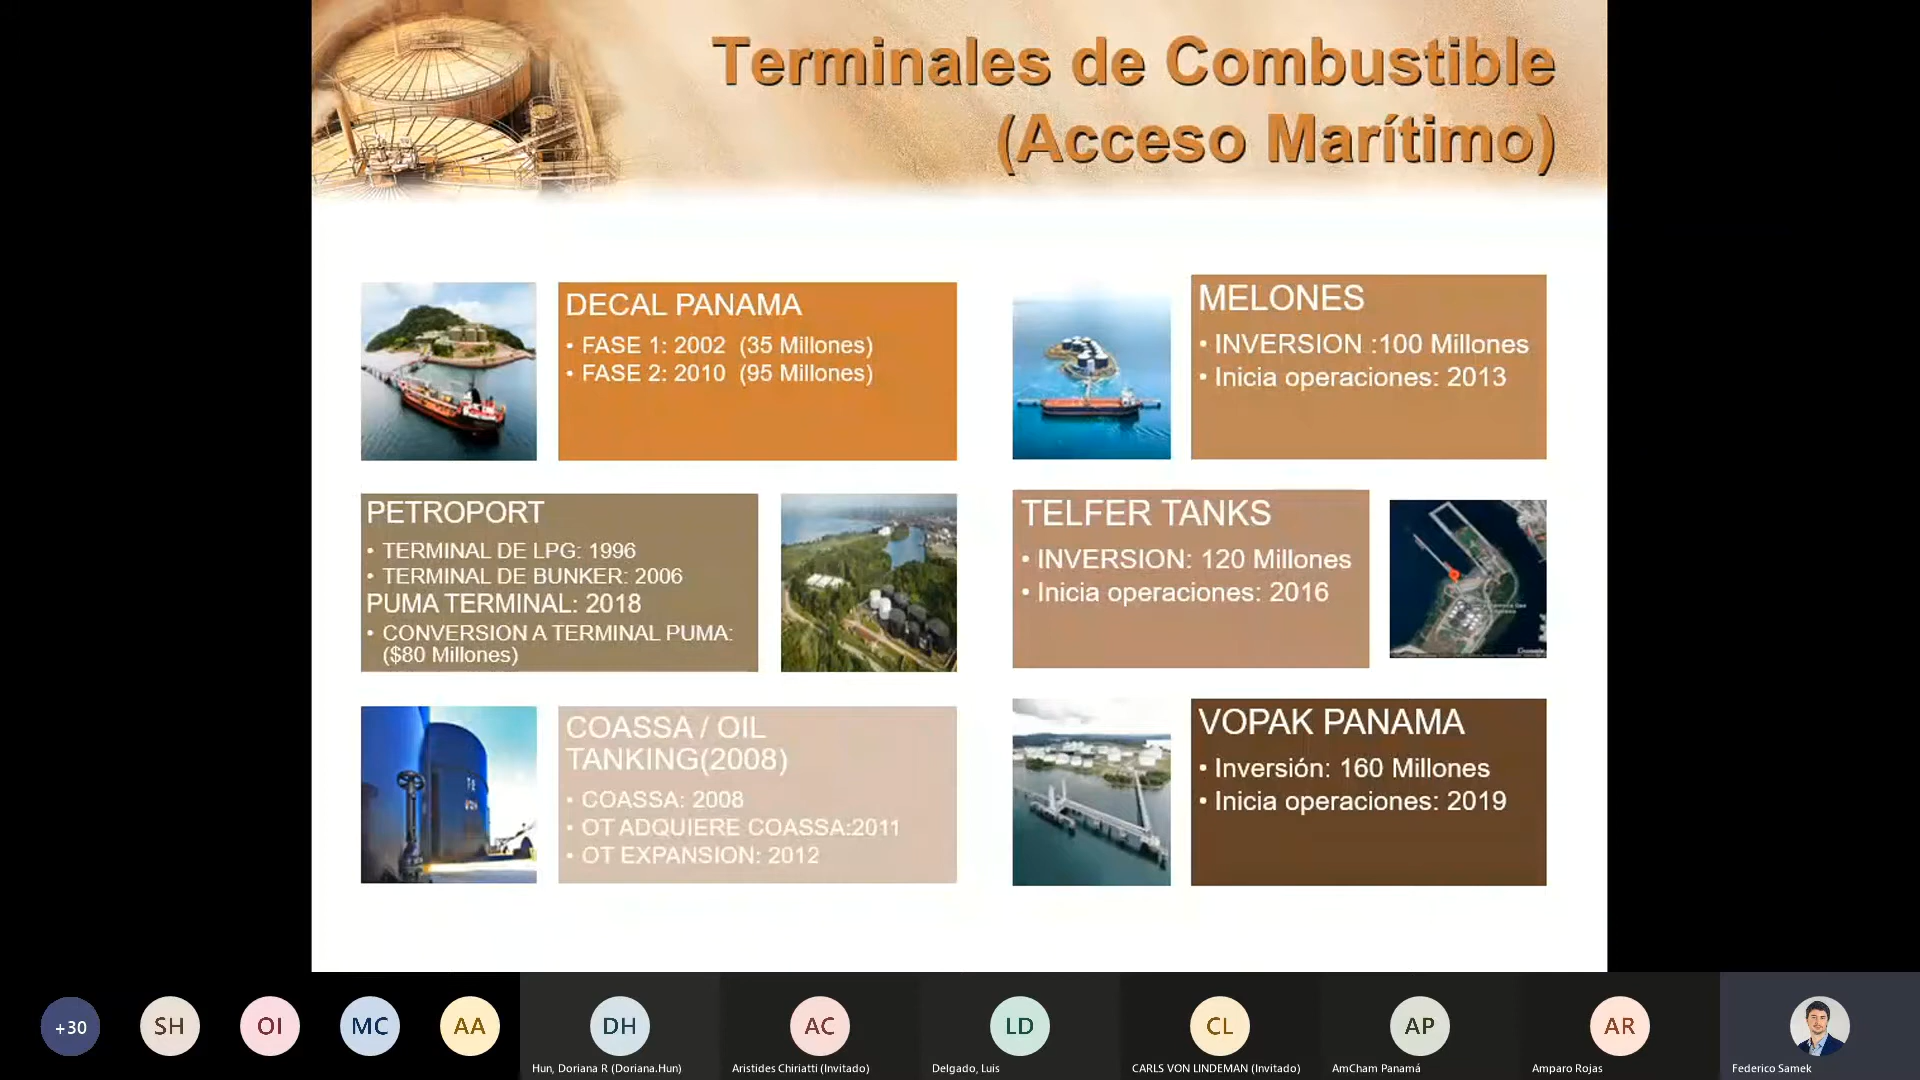 Terminales de Combustible
(Acceso Marítimo)
DECAL PANAMA
• FASE 1: 2002 (35 Millones)
• FASE 2: 2010 (95 Millones)
MELONES
• INVERSION :100 Millones
• Inicia operaciones: 2013
PETROPORT
• TERMINAL DE LPG: 1996
• TERMINAL DE BUNKER: 2006
PUMA TERMINAL: 2018
• CONVERSION A TERMINAL PUMA:
($80 Millones)
TELFER TANKS
• INVERSION: 120 Millones
• Inicia operaciones: 2016
COASSA / OIL
TANKING(2008)
• COASSA: 2008
• OT ADQUIERE COASSA:2011
• OT EXPANSION: 2012
VOPAK PANAMA
• Inversión: 160 Millones
• Inicia operaciones: 2019
+30
SH
OI
MC
AA
DH
Hun, Doriana R (Doriana.Hun)
AC
Aristides Chiriatti (Invitado)
LD
Delgado, Luis
CL
CARLS VON LINDEMAN (Invitado)
AP
AmCham Panamá
AR
Amparo Rojas
Federico Samek